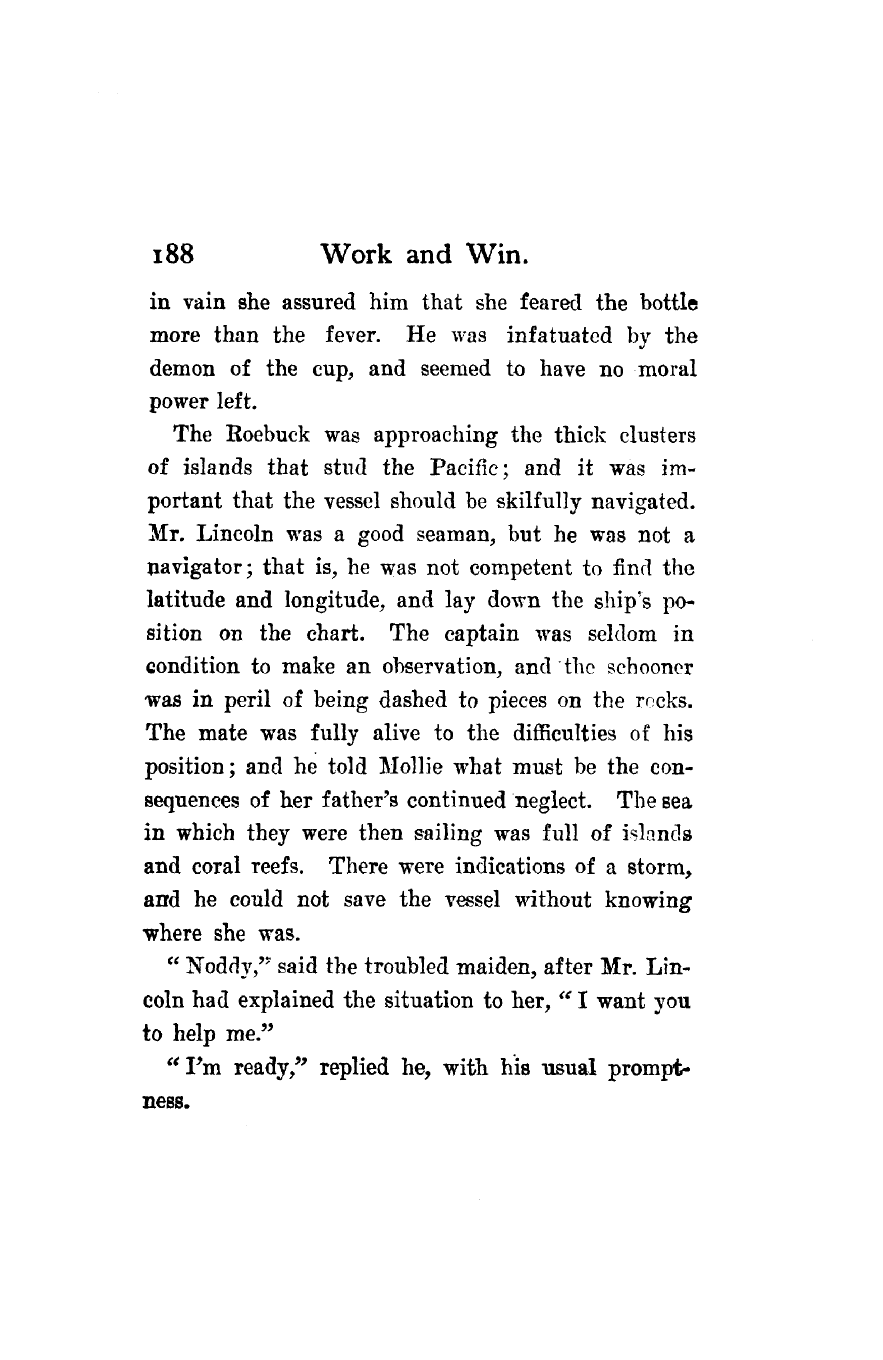 188 Work and Win.
in vain she assured him that she feared the bottle
more than the fever. He was infatuated by the
demon of the cup, and seemed to have no moral
power left.
The Roebuck was approaching the thick clusters
of islands that stud the Pacific; and it was im-
portant that the vessel should be skilfully navigated.
Mr. Lincoln was a good seaman, but he was not a
navigator; that is, he was not competent to find the
latitude and longitude, and lay down the ship's po-
sition on the chart. The captain was seldom in
condition to make an observation, and the schooner
was in peril of being dashed to pieces on the rocks.
The mate was fully alive to the difficulties of his
position; and he told Mollie what must be the con-
sequences of her father's continued neglect. The sea
in which they were then sailing was full of islands
and coral reefs. There were indications of a storm,
and he could not save the vessel without knowing
where she was.
"Noddy," said the troubled maiden, after Mr. Lin-
coln had explained the situation to her, "I want you
to help me."
"I'm ready," replied he, with his usual prompt-
ness.